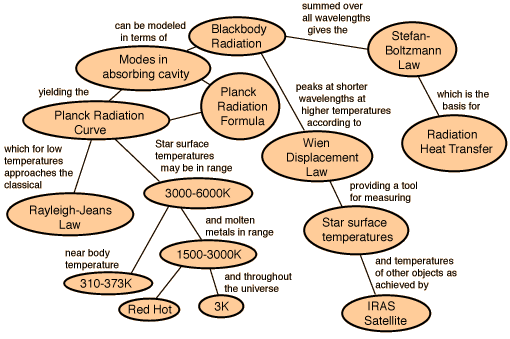 summed over
all wavelengths
gives the
can be modeled
in terms of
Blackbody
Radiation
Stefan-
Boltzmann
Law
Modes in
absorbing cavity
yielding the
Planck
Radiation
Formula
peaks at shorter
wavelengths at
higher temperatures
according to
which is the
basis for
Planck Radiation
Curve
Radiation
Heat Transfer
which for low
temperatures
approaches the
classical
Star surface
temperatures
may be in range
Wien
Displacement
Law
3000-6000K
providing a tool
for measuring
Rayleigh-Jeans
Law
and molten
metals in range
Star surface
temperatures
near body
temperature
1500-3000K
310-373K
and throughout
the universe
and temperatures
of other objects as
achieved by
Red Hot
3K
IRAS
Satellite